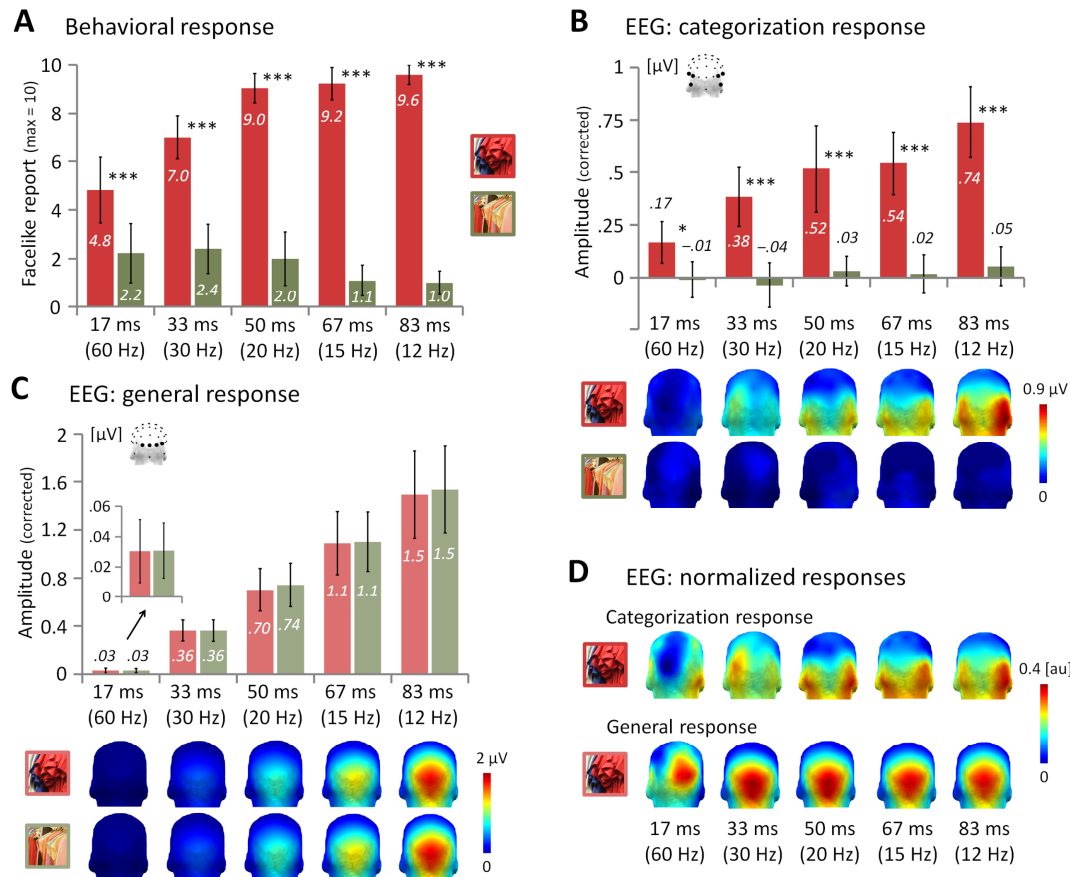 A Behavioral response
Facelike report (max = 10)
10
8
6
4
2
0
***
***
***
***
***
4.8
2.2
7.0
2.4
9.0
2.0
9.2
1.1
9.6
1.0
17 ms 33 ms 50 ms 67 ms 83 ms
(60 Hz) (30 Hz) (20 Hz) (15 Hz) (12 Hz)
B EEG: categorization response
[µV]
Amplitude (corrected)
1
.75
.50
.25
0
.17
*
–.01
***
.38
–.04
***
.52
.03
***
.54
.02
***
.74
.05
17 ms 33 ms 50 ms 67 ms 83 ms
(60 Hz) (30 Hz) (20 Hz) (15 Hz) (12 Hz)
0.9 µV
0
C EEG: general response
[µV]
Amplitude (corrected)
2
1.6
1.2
0.8
0.4
0
.06
.04
.02
0
.03 .03
.36 .36
.70 .74
1.1 1.1
1.5 1.5
17 ms 33 ms 50 ms 67 ms 83 ms
(60 Hz) (30 Hz) (20 Hz) (15 Hz) (12 Hz)
2 µV
0
D EEG: normalized responses
Categorization response
0.4 [au]
0
General response
17 ms 33 ms 50 ms 67 ms 83 ms
(60 Hz) (30 Hz) (20 Hz) (15 Hz) (12 Hz)